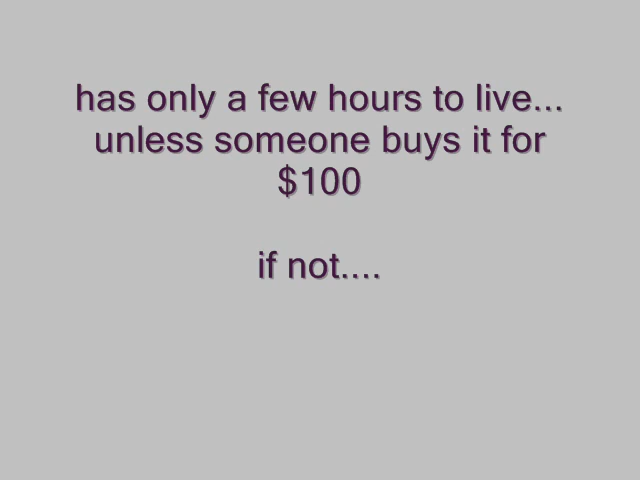 has only a few hours to live...
unless someone buys it for
$100
if not....